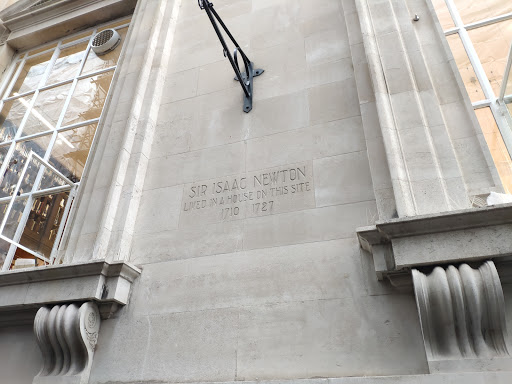 SIR ISAAC NEWTON
LIVED IN A HOUSE ON THIS SITE
1710 1727